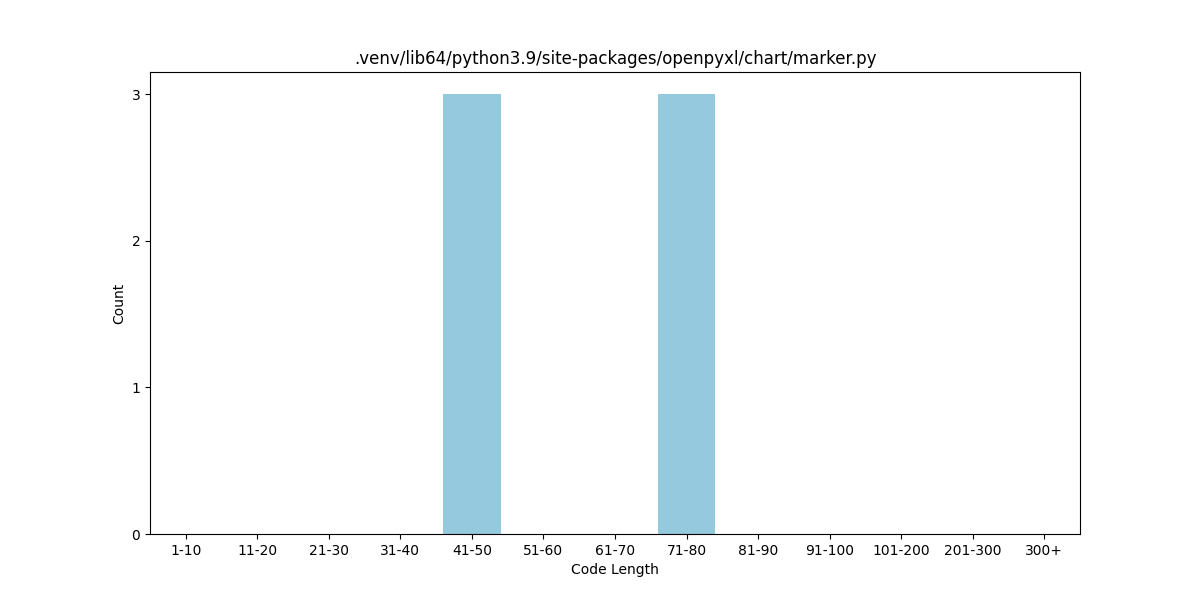 .venv/lib64/python3.9/site-packages/openpyxl/chart/marker.py
3
2
1
0
Count
1-10 11-20 21-30 31-40 41-50 51-60 61-70 71-80 81-90 91-100 101-200 201-300 300+
Code Length